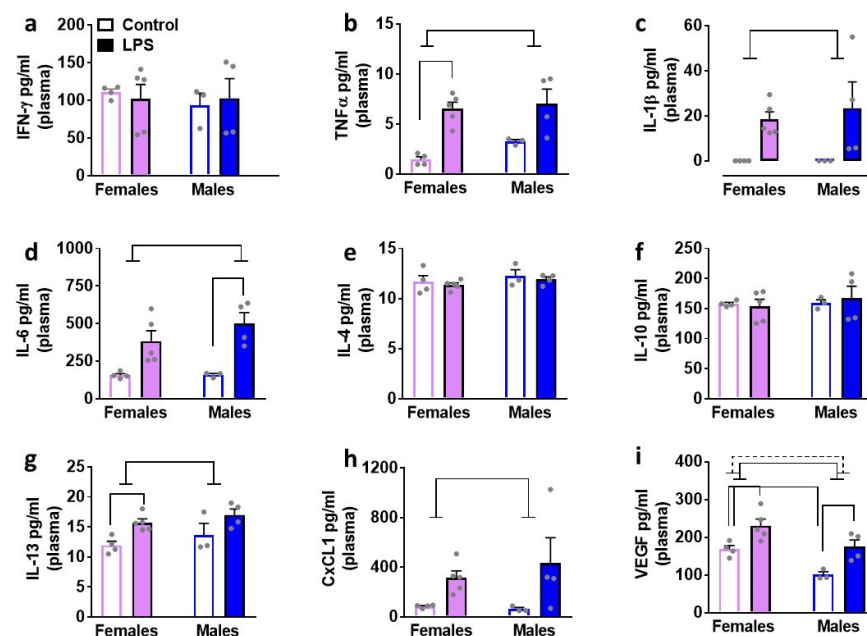 a
Control
LPS
IFN-γ pg/ml
(plasma)
150
100
50
0
Females Males
b
TNFα pg/ml
(plasma)
15
10
5
0
Females Males
c
IL-1β pg/ml
(plasma)
60
40
20
0
Females Males
d
IL-6 pg/ml
(plasma)
1000
750
500
250
0
Females Males
e
IL-4 pg/ml
(plasma)
15
10
5
0
Females Males
f
IL-10 pg/ml
(plasma)
250
200
150
100
50
0
Females Males
g
IL-13 pg/ml
(plasma)
25
20
15
10
5
0
Females Males
h
CxCL1 pg/ml
(plasma)
1200
800
400
0
Females Males
i
VEGF pg/ml
(plasma)
400
300
200
100
0
Females Males